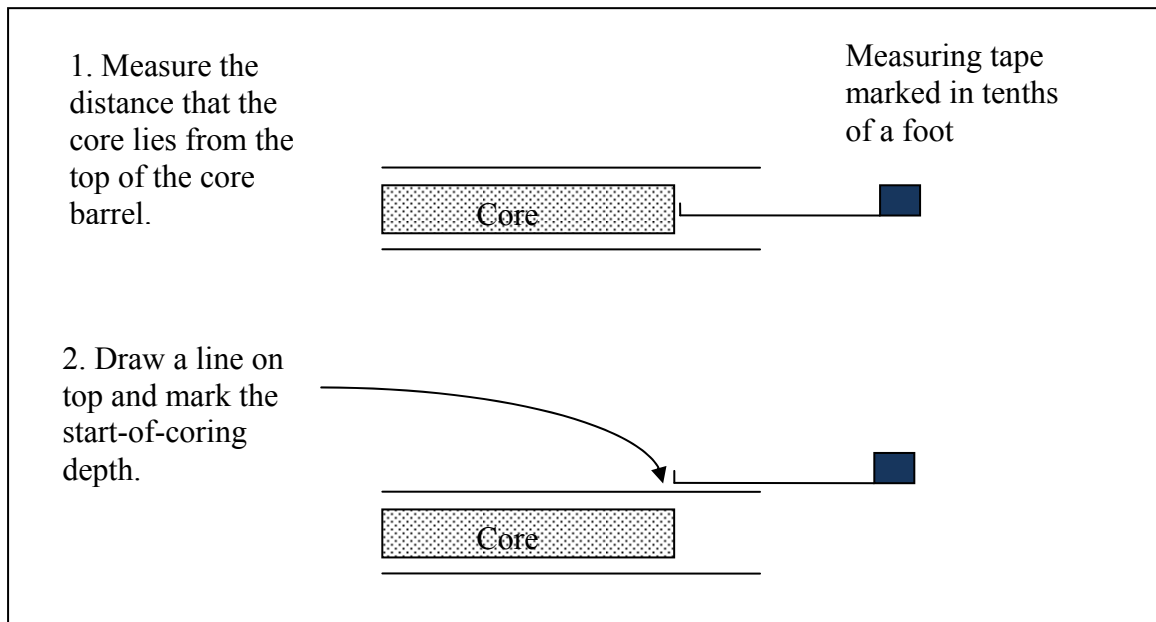 1. Measure the
distance that the
core lies from the
top of the core
barrel.
Measuring tape
marked in tenths
of a foot
Core
2. Draw a line on
top and mark the
start-of-coring
depth.
Core